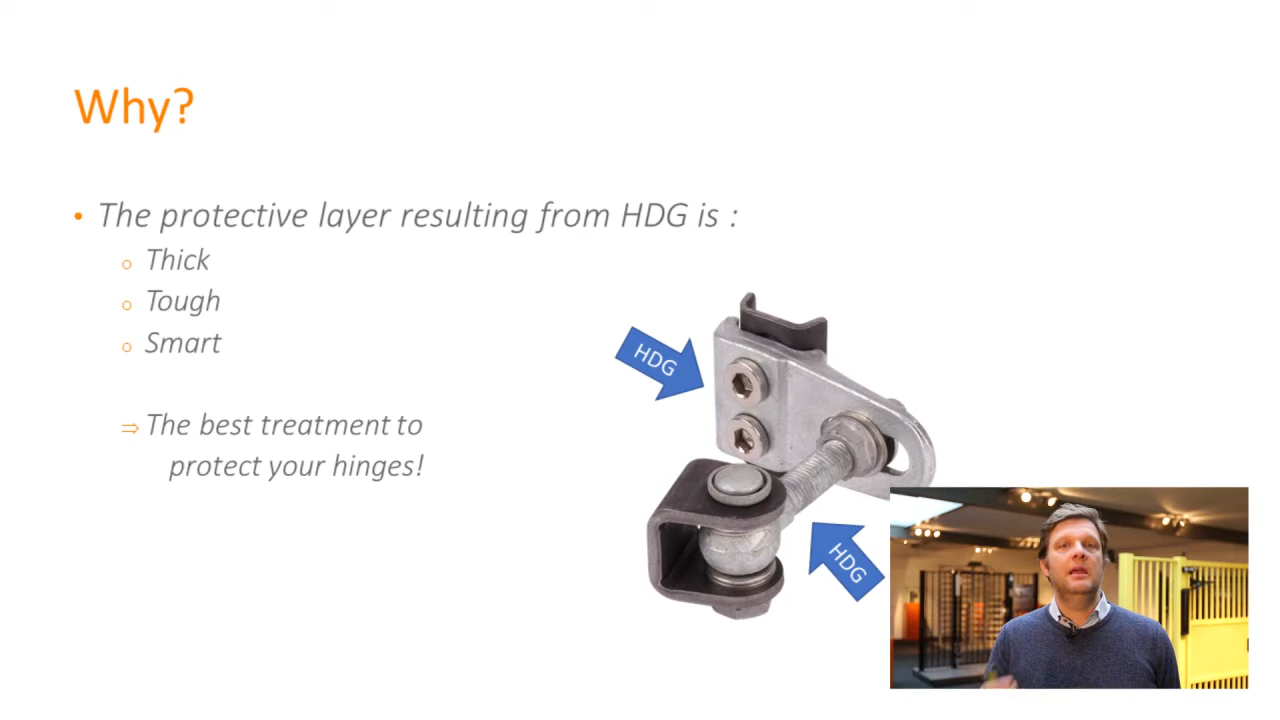 Why?
• The protective layer resulting from HDG is :
o Thick
o Tough
o Smart
⇒ The best treatment to
protect your hinges!
HDG
HDG